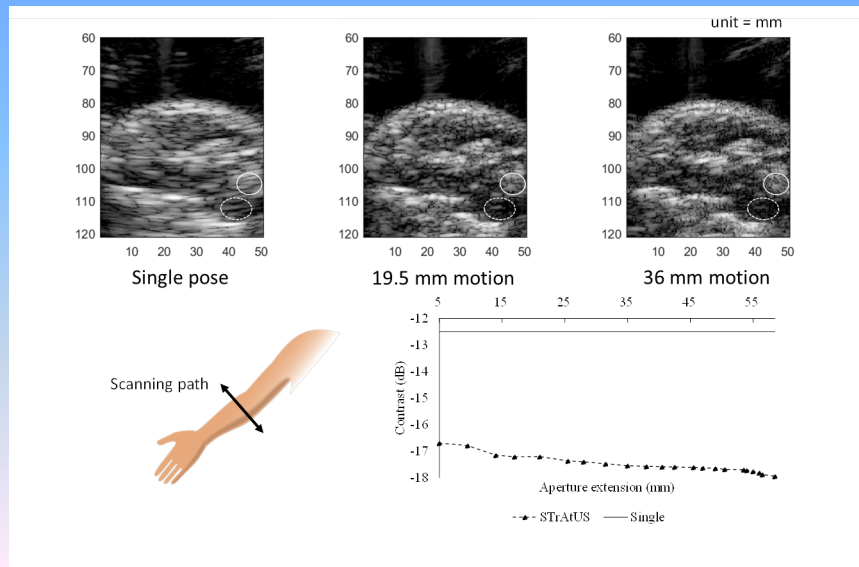 unit = mm
60
70
80
90
100
110
120
10 20 30 40 50
Single pose
60
70
80
90
100
110
120
10 20 30 40 50
19.5 mm motion
60
70
80
90
100
110
120
10 20 30 40 50
36 mm motion
Scanning path
5 15 25 35 45 55
-12
-13
-14
-15
-16
-17
-18
Contrast (dB)
Aperture extension (mm)
STrAtUS Single